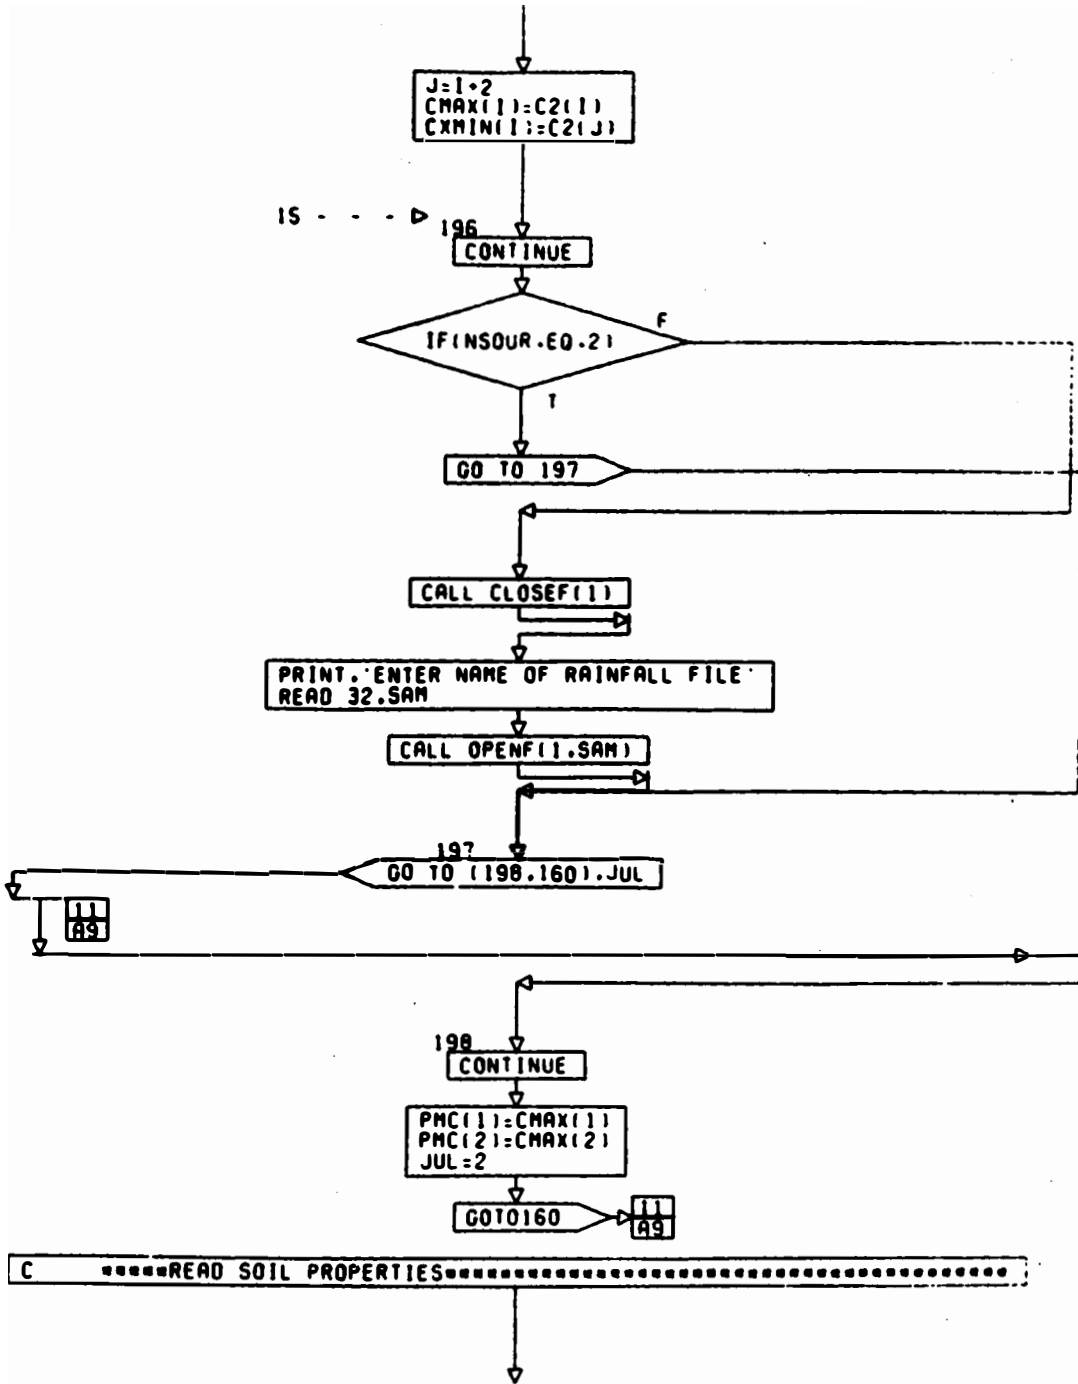 J=I+2
CMAX(I)=C2(I)
CXMIN(I)=C2(J)
IS - - - ▷
196
CONTINUE
F
IF(NSOUR.EQ.2)
T
GO TO 197
CALL CLOSEF(1)
PRINT,'ENTER NAME OF RAINFALL FILE'
READ 32,SAM
CALL OPENF(1,SAM)
197
GO TO (198,160),JUL
11
A9
198
CONTINUE
PMC(1)=CMAX(1)
PMC(2)=CMAX(2)
JUL=2
GOTO160
11
A9
C *****READ SOIL PROPERTIES***********************************